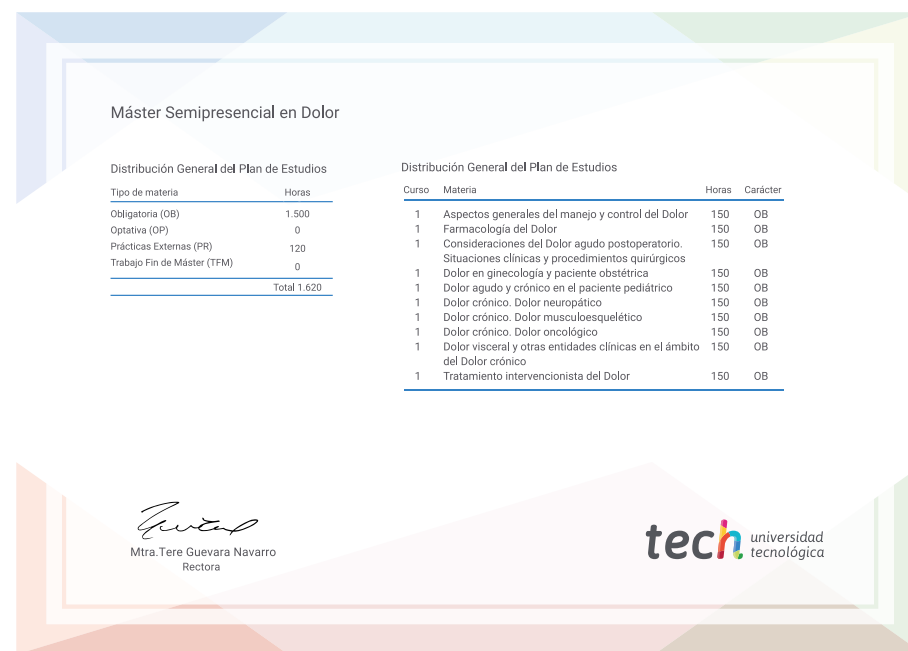 Máster Semipresencial en Dolor
Distribución General del Plan de Estudios
Tipo de materia Horas
Obligatoria (OB) 1.500
Optativa (OP) 0
Prácticas Externas (PR) 120
Trabajo Fin de Máster (TFM) 0
Total 1.620
Distribución General del Plan de Estudios
Curso Materia Horas Carácter
1 Aspectos generales del manejo y control del Dolor 150 OB
1 Farmacología del Dolor 150 OB
1 Consideraciones del Dolor agudo postoperatorio. 150 OB
Situaciones clínicas y procedimientos quirúrgicos
1 Dolor en ginecología y paciente obstétrica 150 OB
1 Dolor agudo y crónico en el paciente pediátrico 150 OB
1 Dolor crónico. Dolor neuropático 150 OB
1 Dolor crónico. Dolor musculoesquelético 150 OB
1 Dolor crónico. Dolor oncológico 150 OB
1 Dolor visceral y otras entidades clínicas en el ámbito 150 OB
del Dolor crónico
1 Tratamiento intervencionista del Dolor 150 OB
Mtra.Tere Guevara Navarro
Rectora
tech universidad
tecnológica